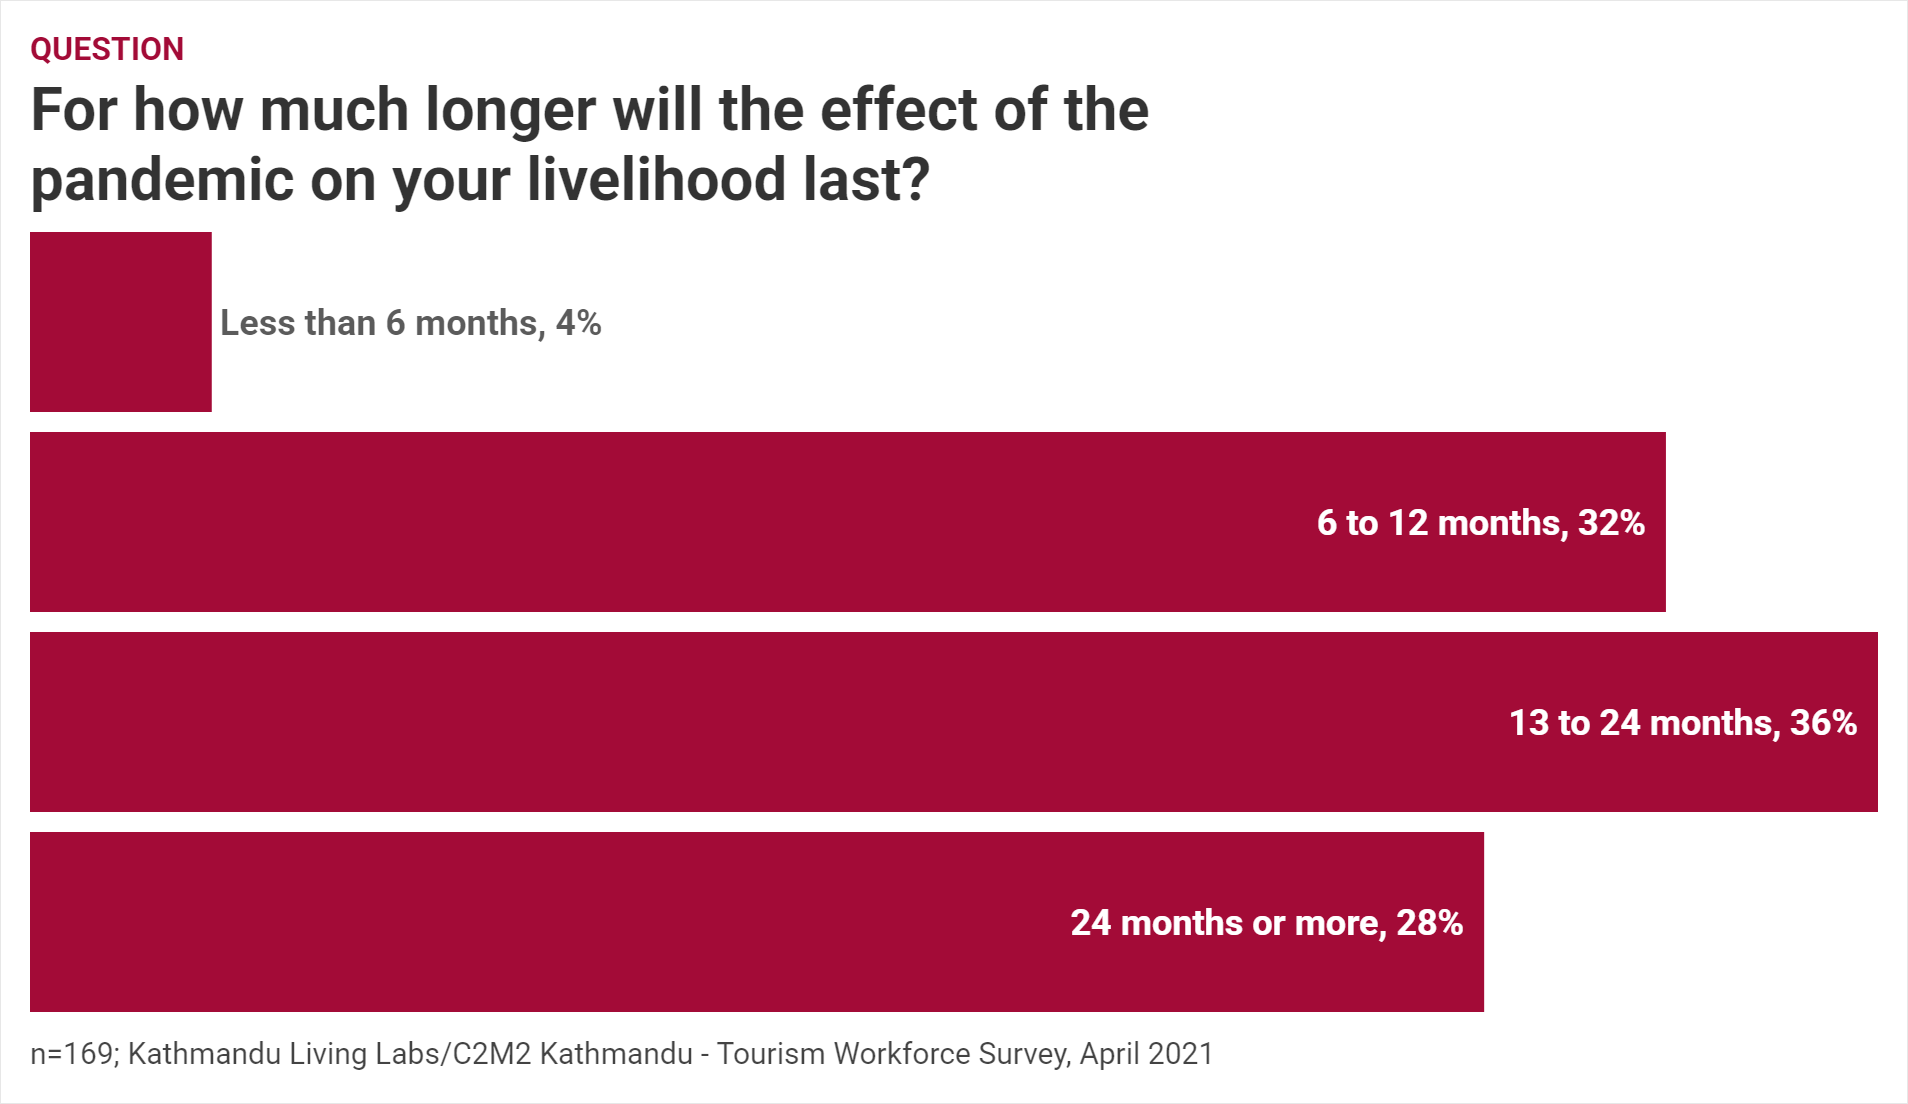 QUESTION
For how much longer will the effect of the
pandemic on your livelihood last?
Less than 6 months, 4%
6 to 12 months, 32%
13 to 24 months, 36%
24 months or more, 28%
n=169; Kathmandu Living Labs/C2M2 Kathmandu - Tourism Workforce Survey, April 2021